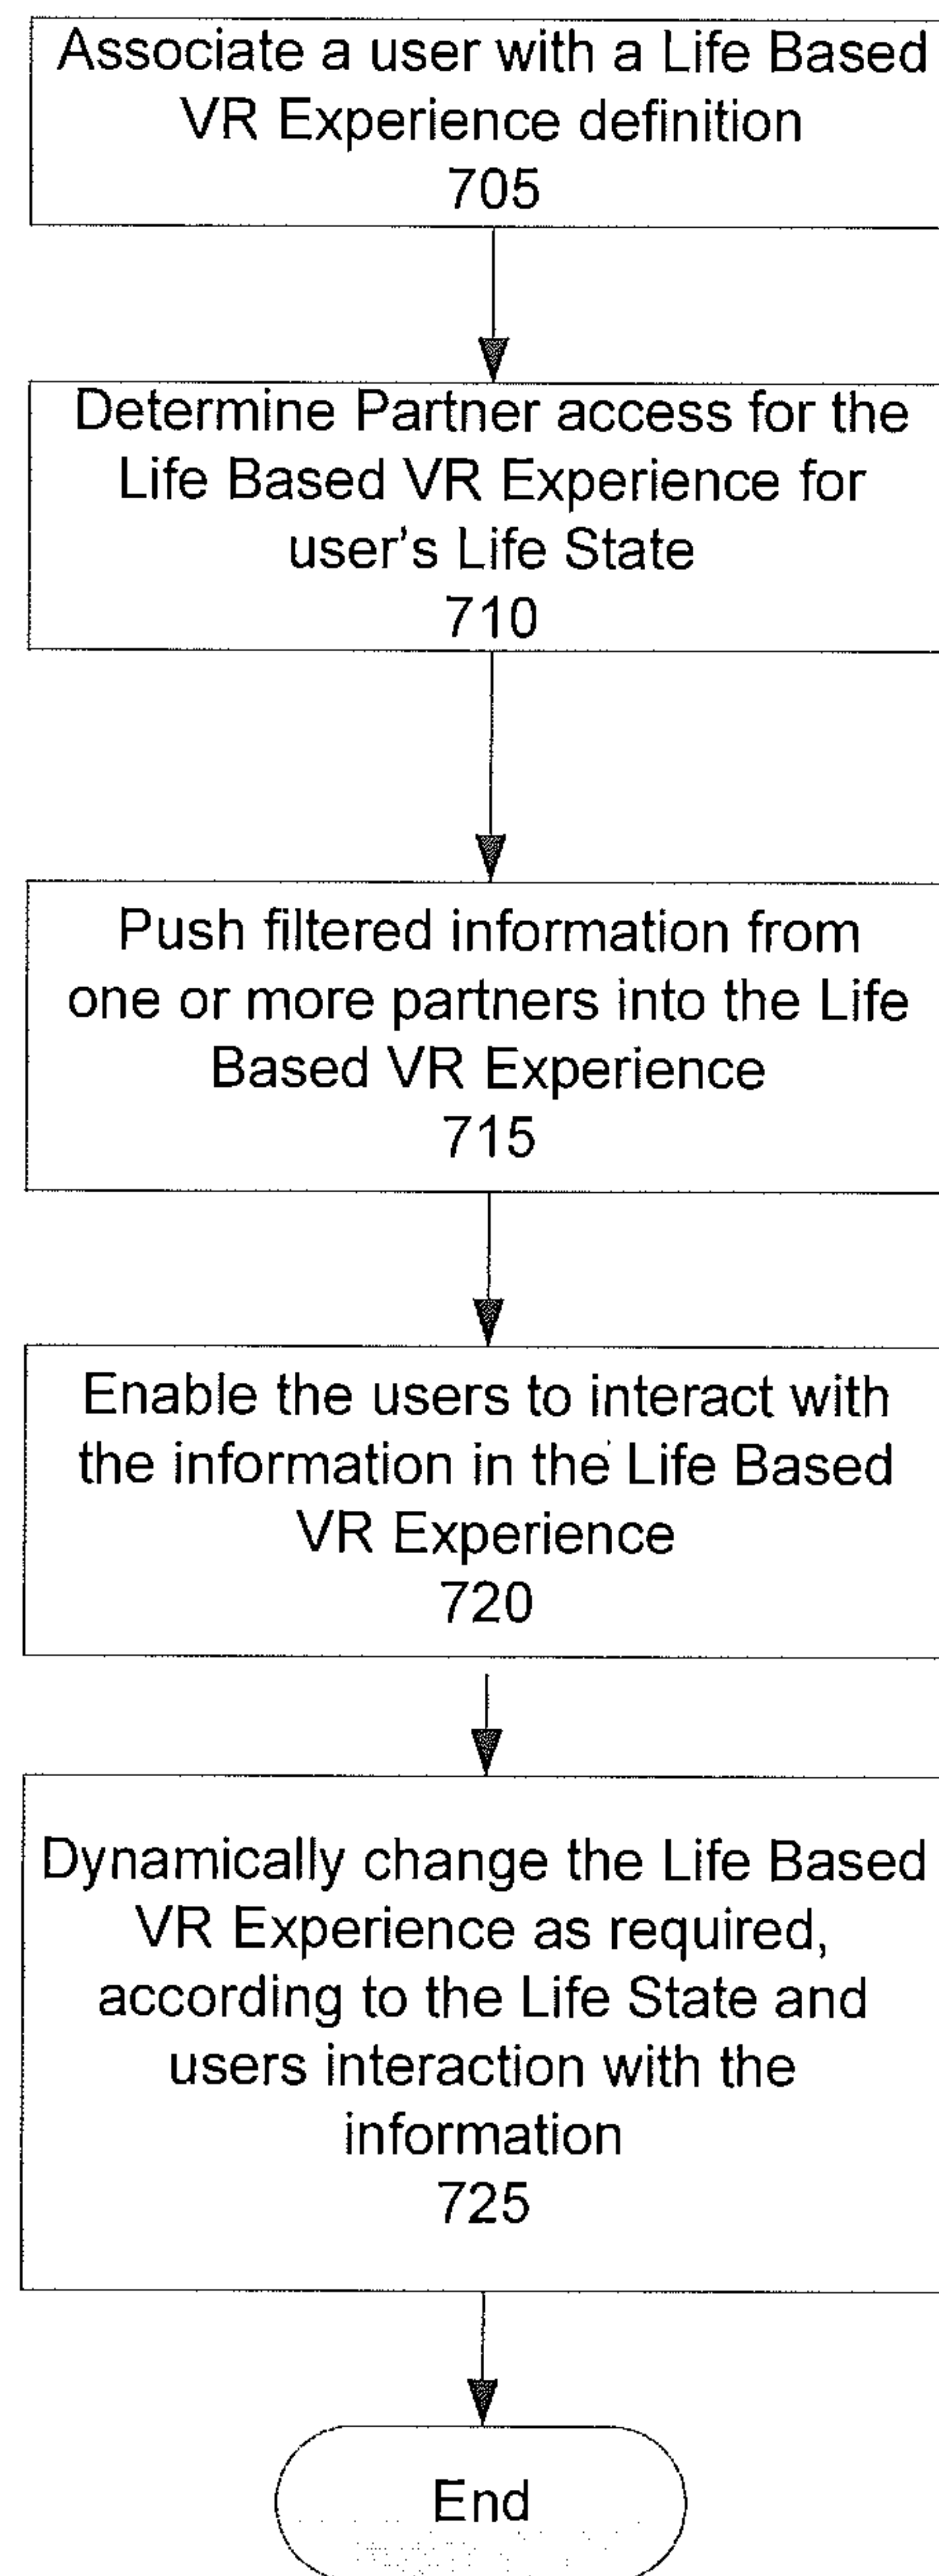 Associate a user with a Life Based
VR Experience definition
705
Determine Partner access for the
Life Based VR Experience for
user's Life State
710
Push filtered information from
one or more partners into the Life
Based VR Experience
715
Enable the users to interact with
the information in the Life Based
VR Experience
720
Dynamically change the Life Based
VR Experience as required,
according to the Life State and
users interaction with the
information
725
End